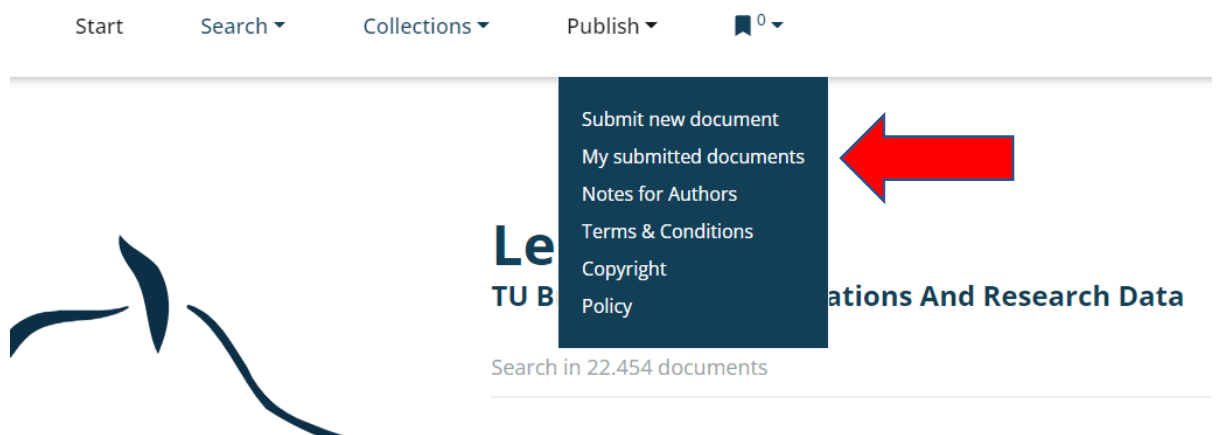 Start Search Collections Publish 0
Submit new document
My submitted documents
Notes for Authors
Terms & Conditions
Copyright
Policy
Le
TU B ations And Research Data
Search in 22.454 documents